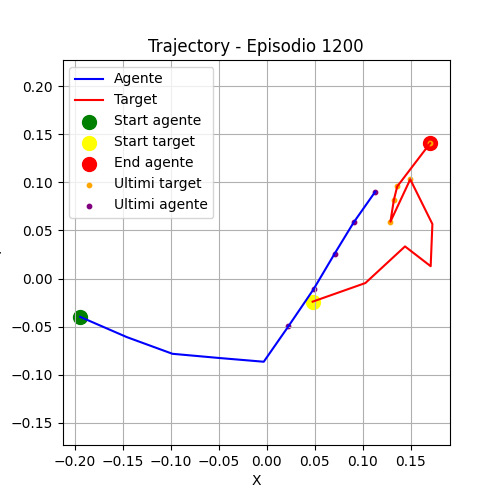 Trajectory - Episodio 1200
Agente
Target
Start agente
Start target
End agente
Ultimi target
Ultimi agente
0.20
0.15
0.10
0.05
0.00
−0.05
−0.10
−0.15
−0.20 −0.15 −0.10 −0.05 0.00 0.05 0.10 0.15
X